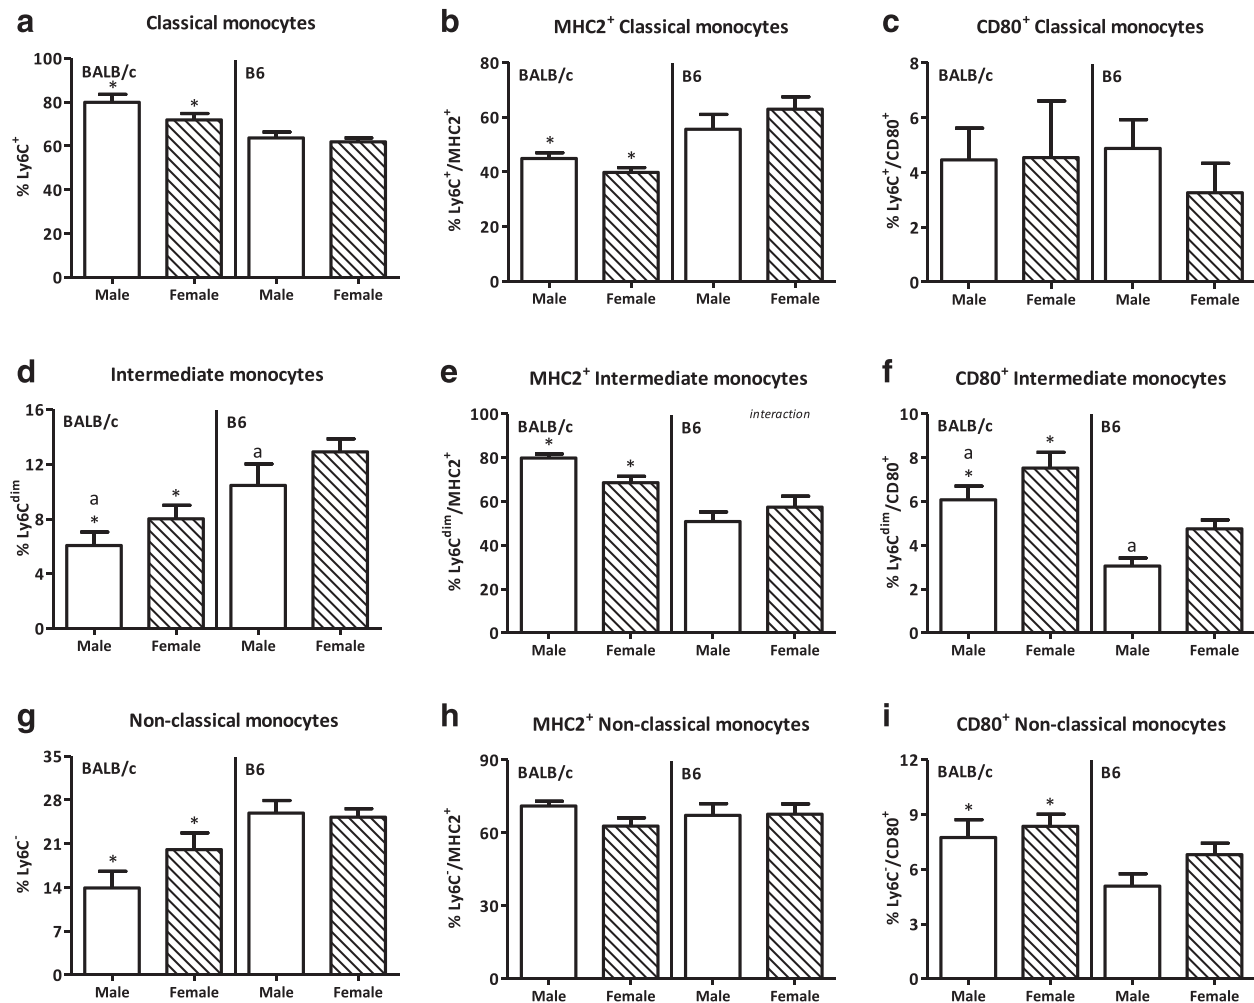 a Classical monocytes
% Ly6C+
100
80
60
40
20
0
BALB/c
B6
* *
Male Female Male Female
b MHC2+ Classical monocytes
% Ly6C+/MHC2+
80
60
40
20
0
BALB/c
B6
* *
Male Female Male Female
c CD80+ Classical monocytes
% Ly6C+/CD80+
8
6
4
2
0
BALB/c
B6
Male Female Male Female
d Intermediate monocytes
% Ly6Cdim
16
12
8
4
0
BALB/c
B6
a
* *
a
Male Female Male Female
e MHC2+ Intermediate monocytes
% Ly6Cdim/MHC2+
100
80
60
40
20
0
BALB/c
B6
interaction
* *
Male Female Male Female
f CD80+ Intermediate monocytes
% Ly6Cdim/CD80+
10
8
6
4
2
0
BALB/c
B6
a
* *
a
Male Female Male Female
g Non-classical monocytes
% Ly6C-
35
28
21
14
7
0
BALB/c
B6
* *
Male Female Male Female
h MHC2+ Non-classical monocytes
% Ly6C-/MHC2+
90
60
30
0
BALB/c
B6
Male Female Male Female
i CD80+ Non-classical monocytes
% Ly6C-/CD80+
12
9
6
3
0
BALB/c
B6
* *
Male Female Male Female